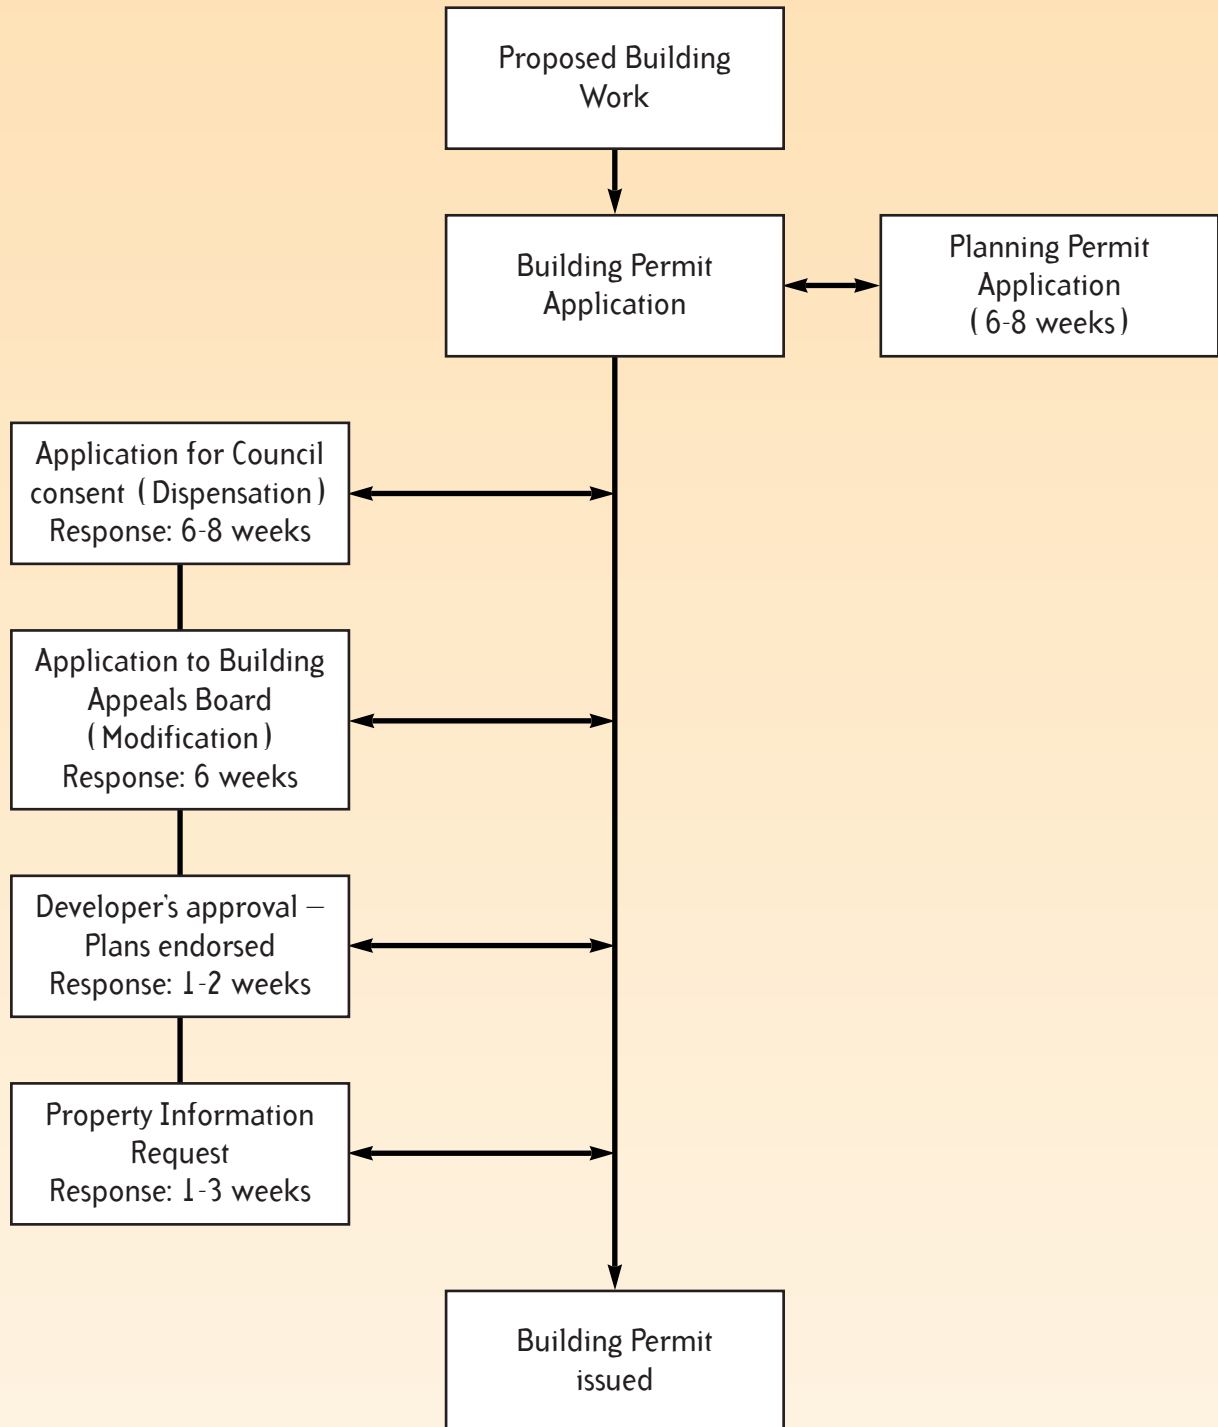 Proposed Building
Work
Building Permit
Application
Planning Permit
Application
(6-8 weeks)
Application for Council
consent (Dispensation)
Response: 6-8 weeks
Application to Building
Appeals Board
(Modification)
Response: 6 weeks
Developer's approval –
Plans endorsed
Response: 1-2 weeks
Property Information
Request
Response: 1-3 weeks
Building Permit
issued